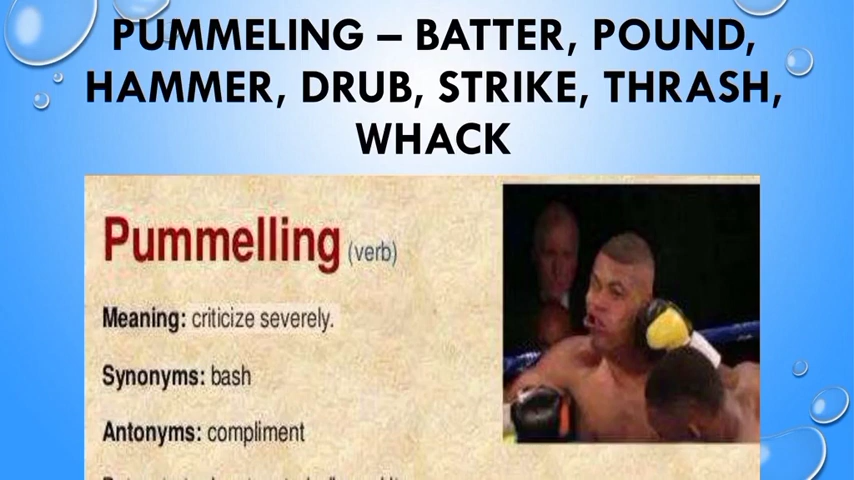 PUMMELING – BATTER, POUND,
HAMMER, DRUB, STRIKE, THRASH,
WHACK
Pummelling (verb)
Meaning: criticize severely.
Synonyms: bash
Antonyms: compliment